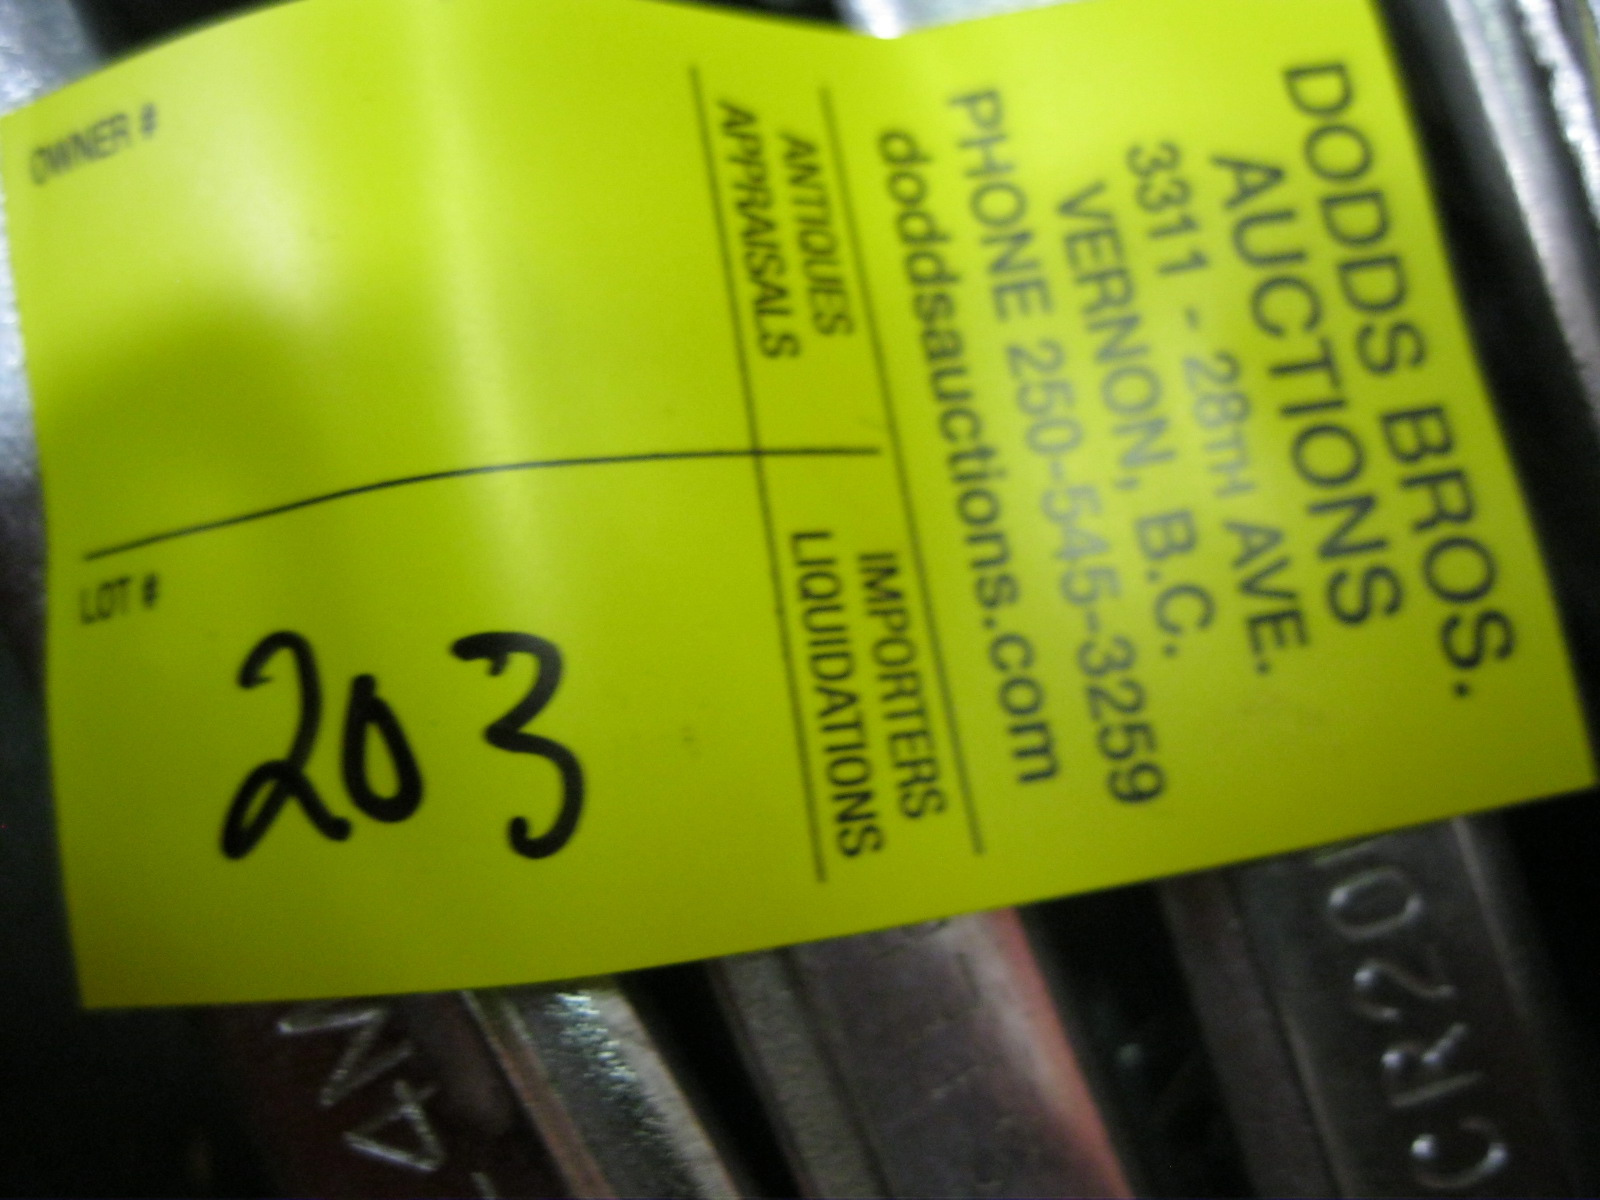 DODDS BROS.
AUCTIONS
3311 - 28TH AVE.
VERNON, B.C.
PHONE 250-545-3259
doddsauctions.com
ANTIQUES
APPRAISALS
IMPORTERS
LIQUIDATIONS
OWNER #
LOT #
203